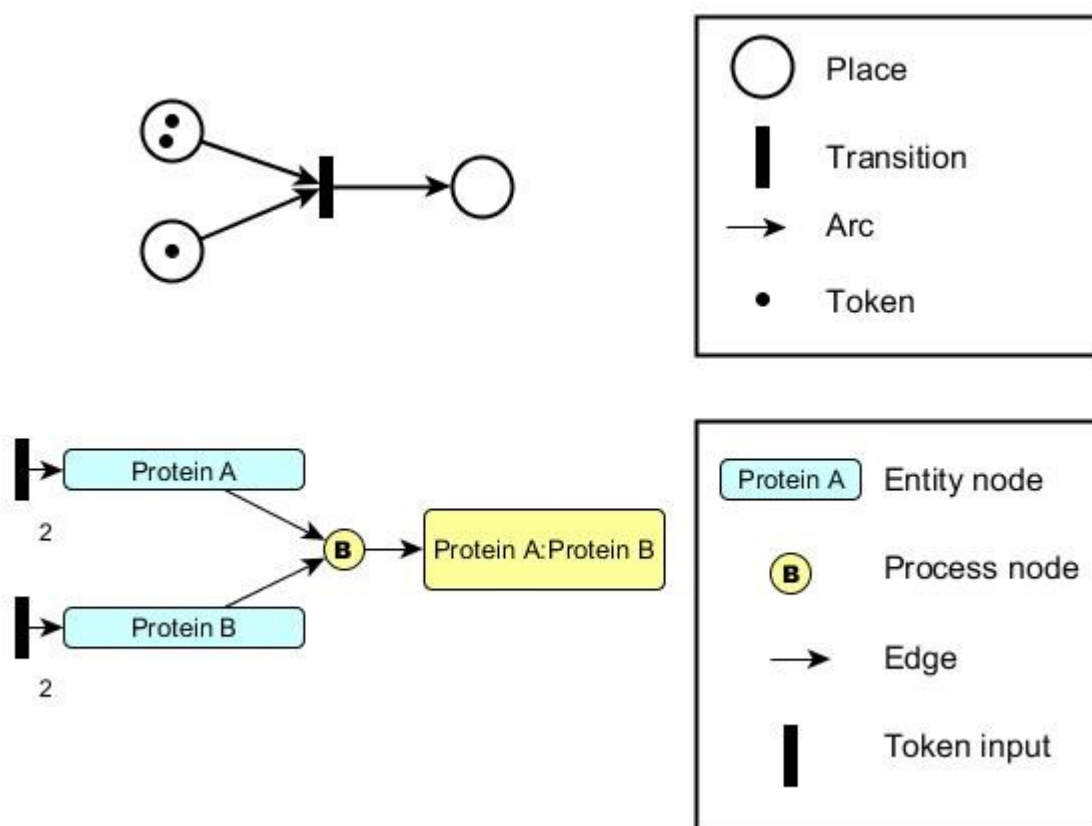 Place
Transition
Arc
Token
Protein A
2
B
Protein A:Protein B
Protein B
2
Protein A
Entity node
B
Process node
Edge
Token input